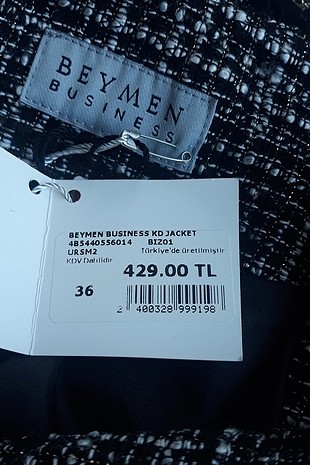 BEYMEN
BUSINESS
BEYMEN BUSINESS KD JACKET
4B5440556014 BIZ01
URSM2 Türkiye'de üretilmiştir
KDV Dahildir
429.00 TL
36
2 400328 999198